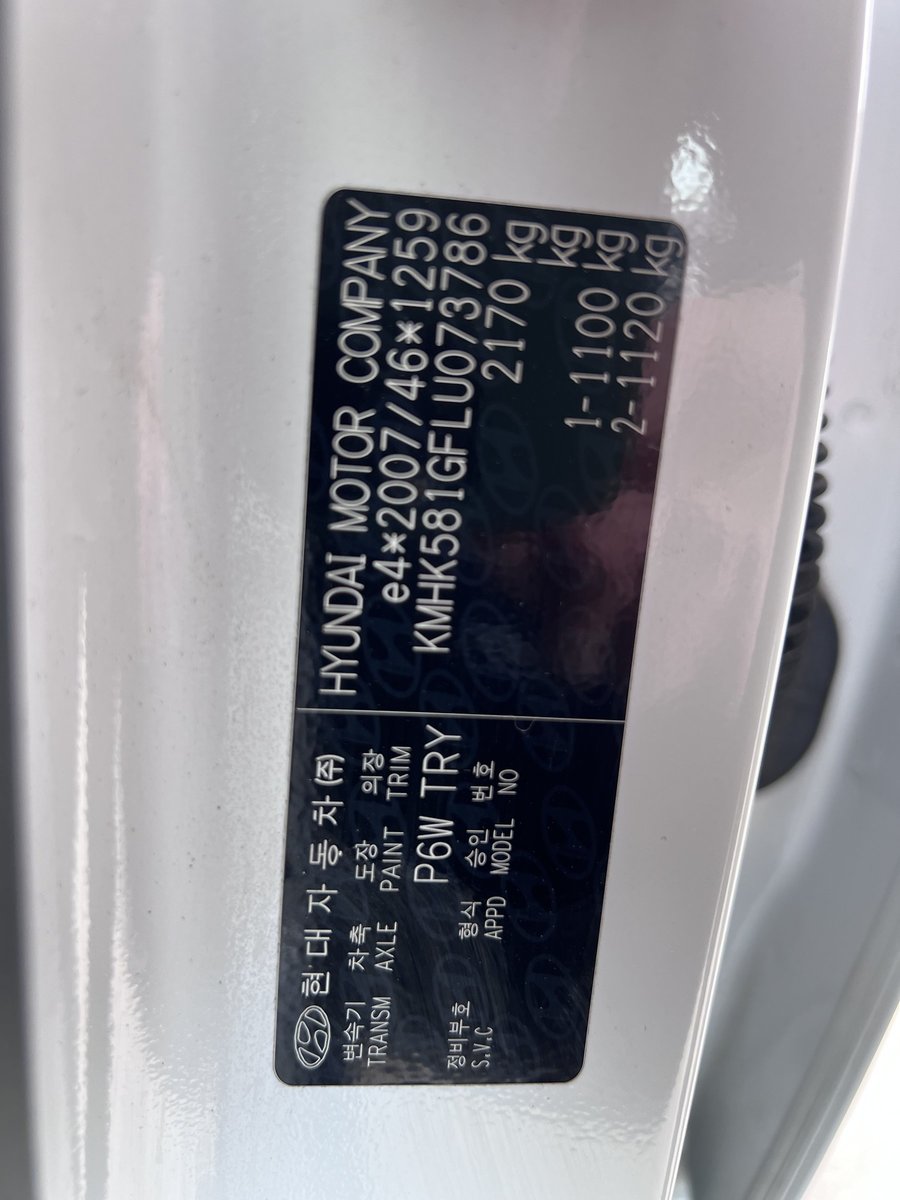 현 대 자 동 차 (주)
변속기 차축 도장 의장
TRANSM AXLE PAINT TRIM
P6W TRY
정비부호 형식 승인 번호
S.V.C APPD MODEL NO
HYUNDAI MOTOR COMPANY
e4*2007/46*1259
KMHK581GFLU073786
2170 kg
kg
1-1100 kg
2-1120 kg